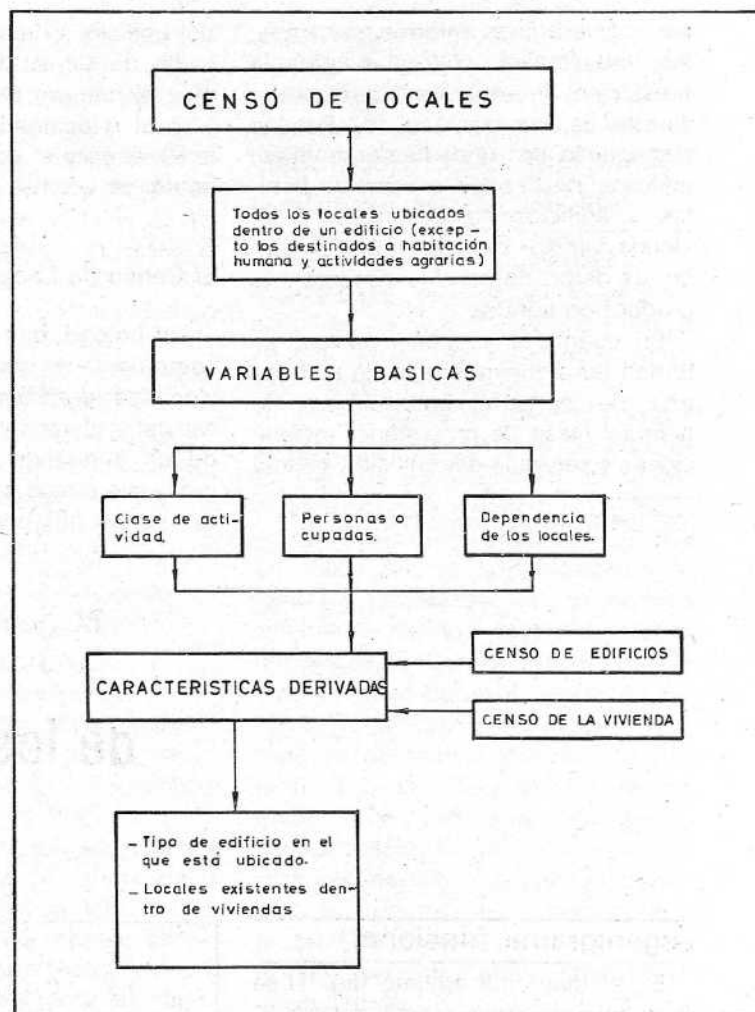 CENSO DE LOCALES
Todos los locales ubicados
dentro de un edificio (excep-
to los destinados a habitación
humana y actividades agrarias)
VARIABLES BASICAS
Clase de acti-
vidad.
Personas o
cupadas.
Dependencia
de los locales.
CARACTERISTICAS DERIVADAS
CENSO DE EDIFICIOS
CENSO DE LA VIVIENDA
- Tipo de edificio en el
que está ubicado.
- Locales existentes den-
tro de viviendas